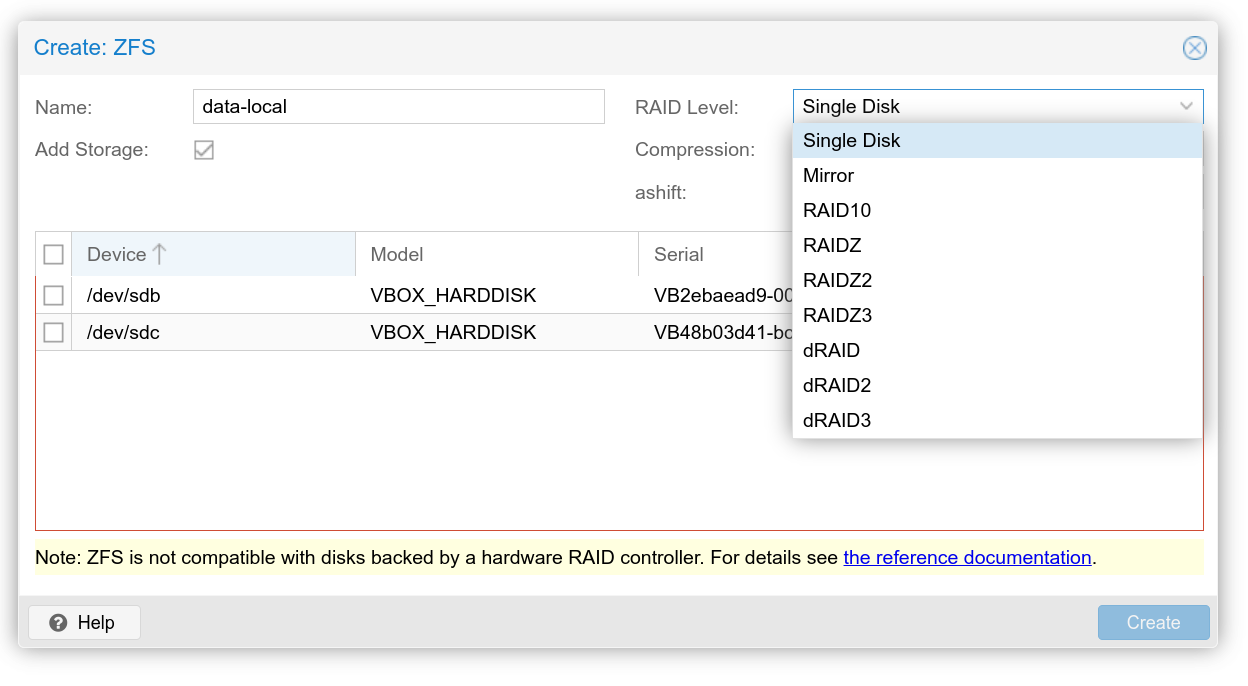 Create: ZFS
Name: data-local
RAID Level: Single Disk
Add Storage:
Compression:
ashift:
Single Disk
Mirror
RAID10
RAIDZ
RAIDZ2
RAIDZ3
dRAID
dRAID2
dRAID3
Device Model Serial
/dev/sdb VBOX_HARDDISK VB2ebaead9-00
/dev/sdc VBOX_HARDDISK
Note: ZFS is not compatible with disks backed by a hardware RAID controller. For details see the reference documentation.
Help
Create